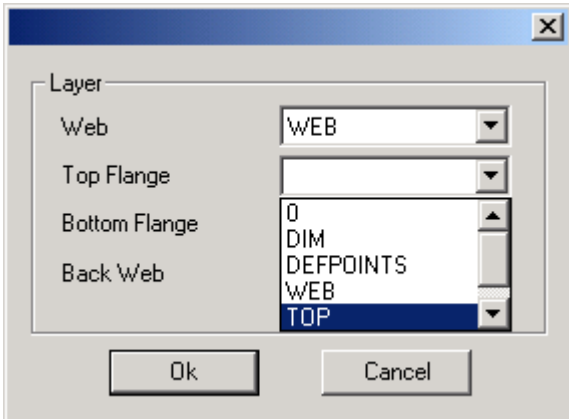 Layer
Web WEB
Top Flange
Bottom Flange
Back Web
0
DIM
DEFPOINTS
WEB
TOP
Ok Cancel